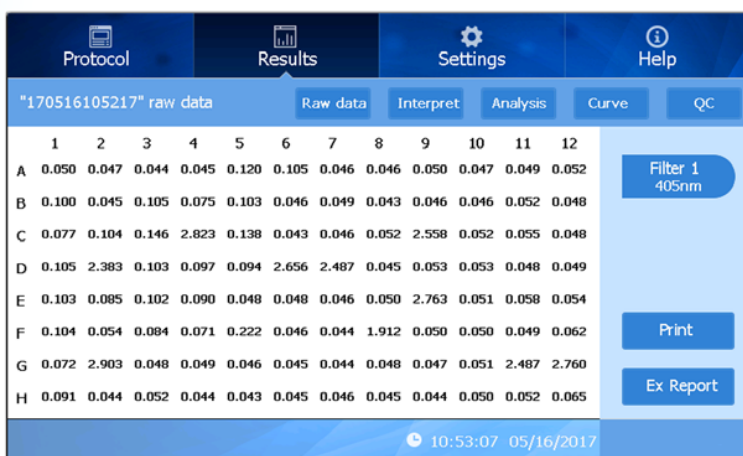 Protocol Results Settings Help
"170516105217" raw data Raw data Interpret Analysis Curve QC
1 2 3 4 5 6 7 8 9 10 11 12
A 0.050 0.047 0.044 0.045 0.120 0.105 0.046 0.046 0.050 0.047 0.049 0.052
Filter 1
405nm
B 0.100 0.045 0.105 0.075 0.103 0.046 0.049 0.043 0.046 0.046 0.052 0.048
C 0.077 0.104 0.146 2.823 0.138 0.043 0.046 0.052 2.558 0.052 0.055 0.048
D 0.105 2.383 0.103 0.097 0.094 2.656 2.487 0.045 0.053 0.053 0.048 0.049
E 0.103 0.085 0.102 0.090 0.048 0.048 0.046 0.050 2.763 0.051 0.058 0.054
F 0.104 0.054 0.084 0.071 0.222 0.046 0.044 1.912 0.050 0.050 0.049 0.062
Print
G 0.072 2.903 0.048 0.049 0.046 0.045 0.044 0.048 0.047 0.051 2.487 2.760
H 0.091 0.044 0.052 0.044 0.043 0.045 0.046 0.045 0.044 0.050 0.052 0.065
Ex Report
10:53:07 05/16/2017